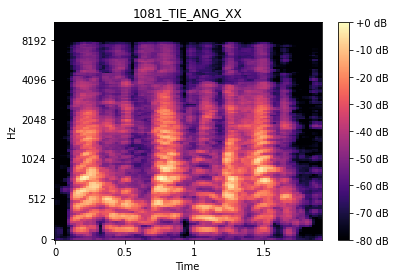 1081_TIE_ANG_XX
+0 dB
8192
-10 dB
4096
-20 dB
-30 dB
2048
Hz
-40 dB
1024
-50 dB
512
-60 dB
-70 dB
0
-80 dB
0
0.5
1
1.5
Time